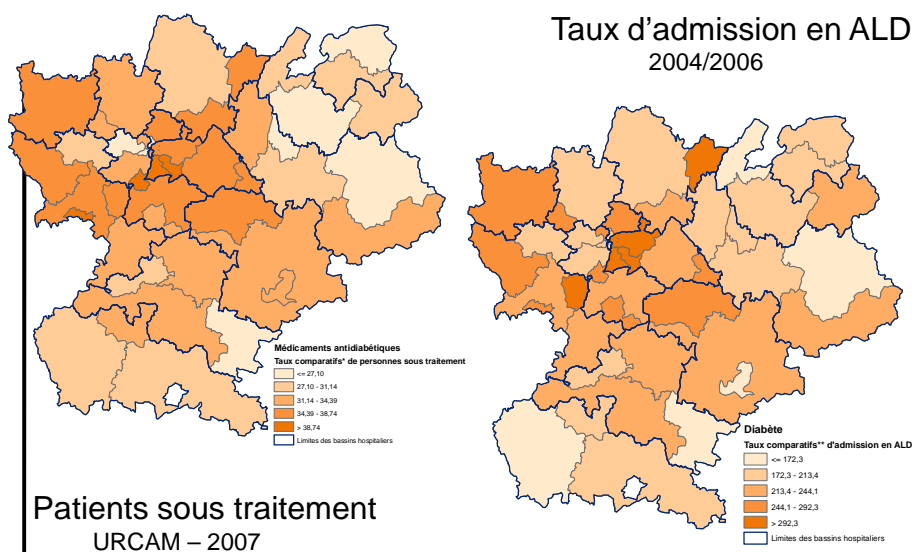 Taux d'admission en ALD
2004/2006
Médicaments antidiabétiques
Taux comparatifs* de personnes sous traitement
<= 27,10
27,10 - 31,14
31,14 - 34,39
34,39 - 38,74
> 38,74
Limites des bassins hospitaliers
Diabète
Taux comparatifs** d'admission en ALD
<= 172,3
172,3 - 213,4
213,4 - 244,1
244,1 - 292,3
> 292,3
Limites des bassins hospitaliers
Patients sous traitement
URCAM – 2007